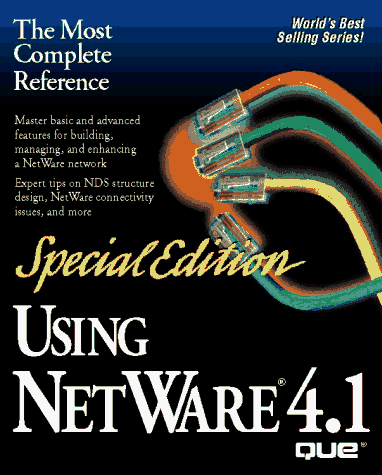 The Most
Complete
Reference
World's Best
Selling Series!
Master basic and advanced
features for building,
managing, and enhancing
a NetWare network
Expert tips on NDS structure
design, NetWare connectivity
issues, and more
Special Edition
USING
NETWARE® 4.1
QUE®